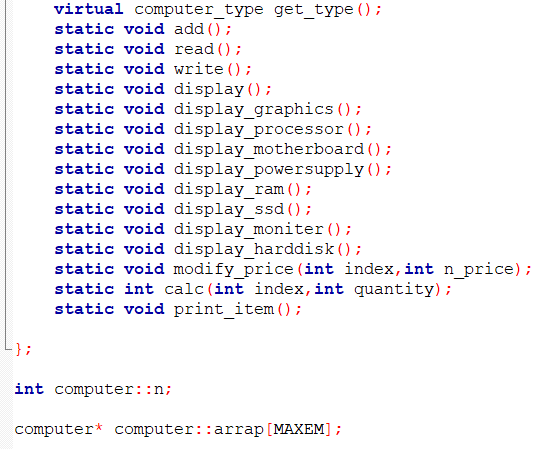 virtual computer_type get_type();
static void add();
static void read();
static void write();
static void display();
static void display_graphics();
static void display_processor();
static void display_motherboard();
static void display_powersupply();
static void display_ram();
static void display_ssd();
static void display_moniter();
static void display_harddisk();
static void modify_price(int index,int n_price);
static int calc(int index,int quantity);
static void print_item();
};
int computer::n;
computer* computer::arrap[MAXEM];